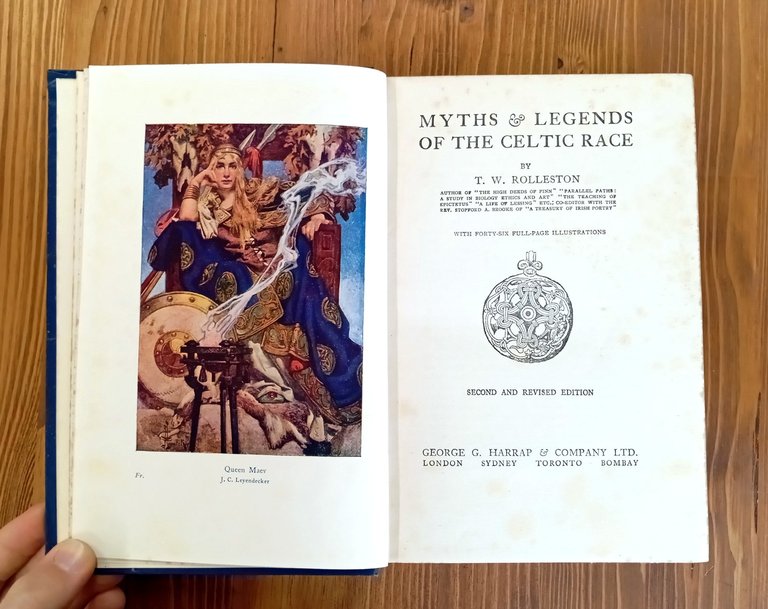 Queen Maev
J. C. Leyendecker
Fr.
MYTHS & LEGENDS
OF THE CELTIC RACE
BY
T. W. ROLLESTON
AUTHOR OF "THE HIGH DEEDS OF FINN" "PARALLEL PATHS:
A STUDY IN BIOLOGY ETHICS AND ART" "THE TEACHING OF
EPICTETUS" "A LIFE OF LESSING" ETC.; CO-EDITOR WITH THE
REV. STOPFORD A. BROOKE OF "A TREASURY OF IRISH POETRY"
WITH FORTY-SIX FULL-PAGE ILLUSTRATIONS
SECOND AND REVISED EDITION
GEORGE G. HARRAP & COMPANY LTD.
LONDON SYDNEY TORONTO BOMBAY